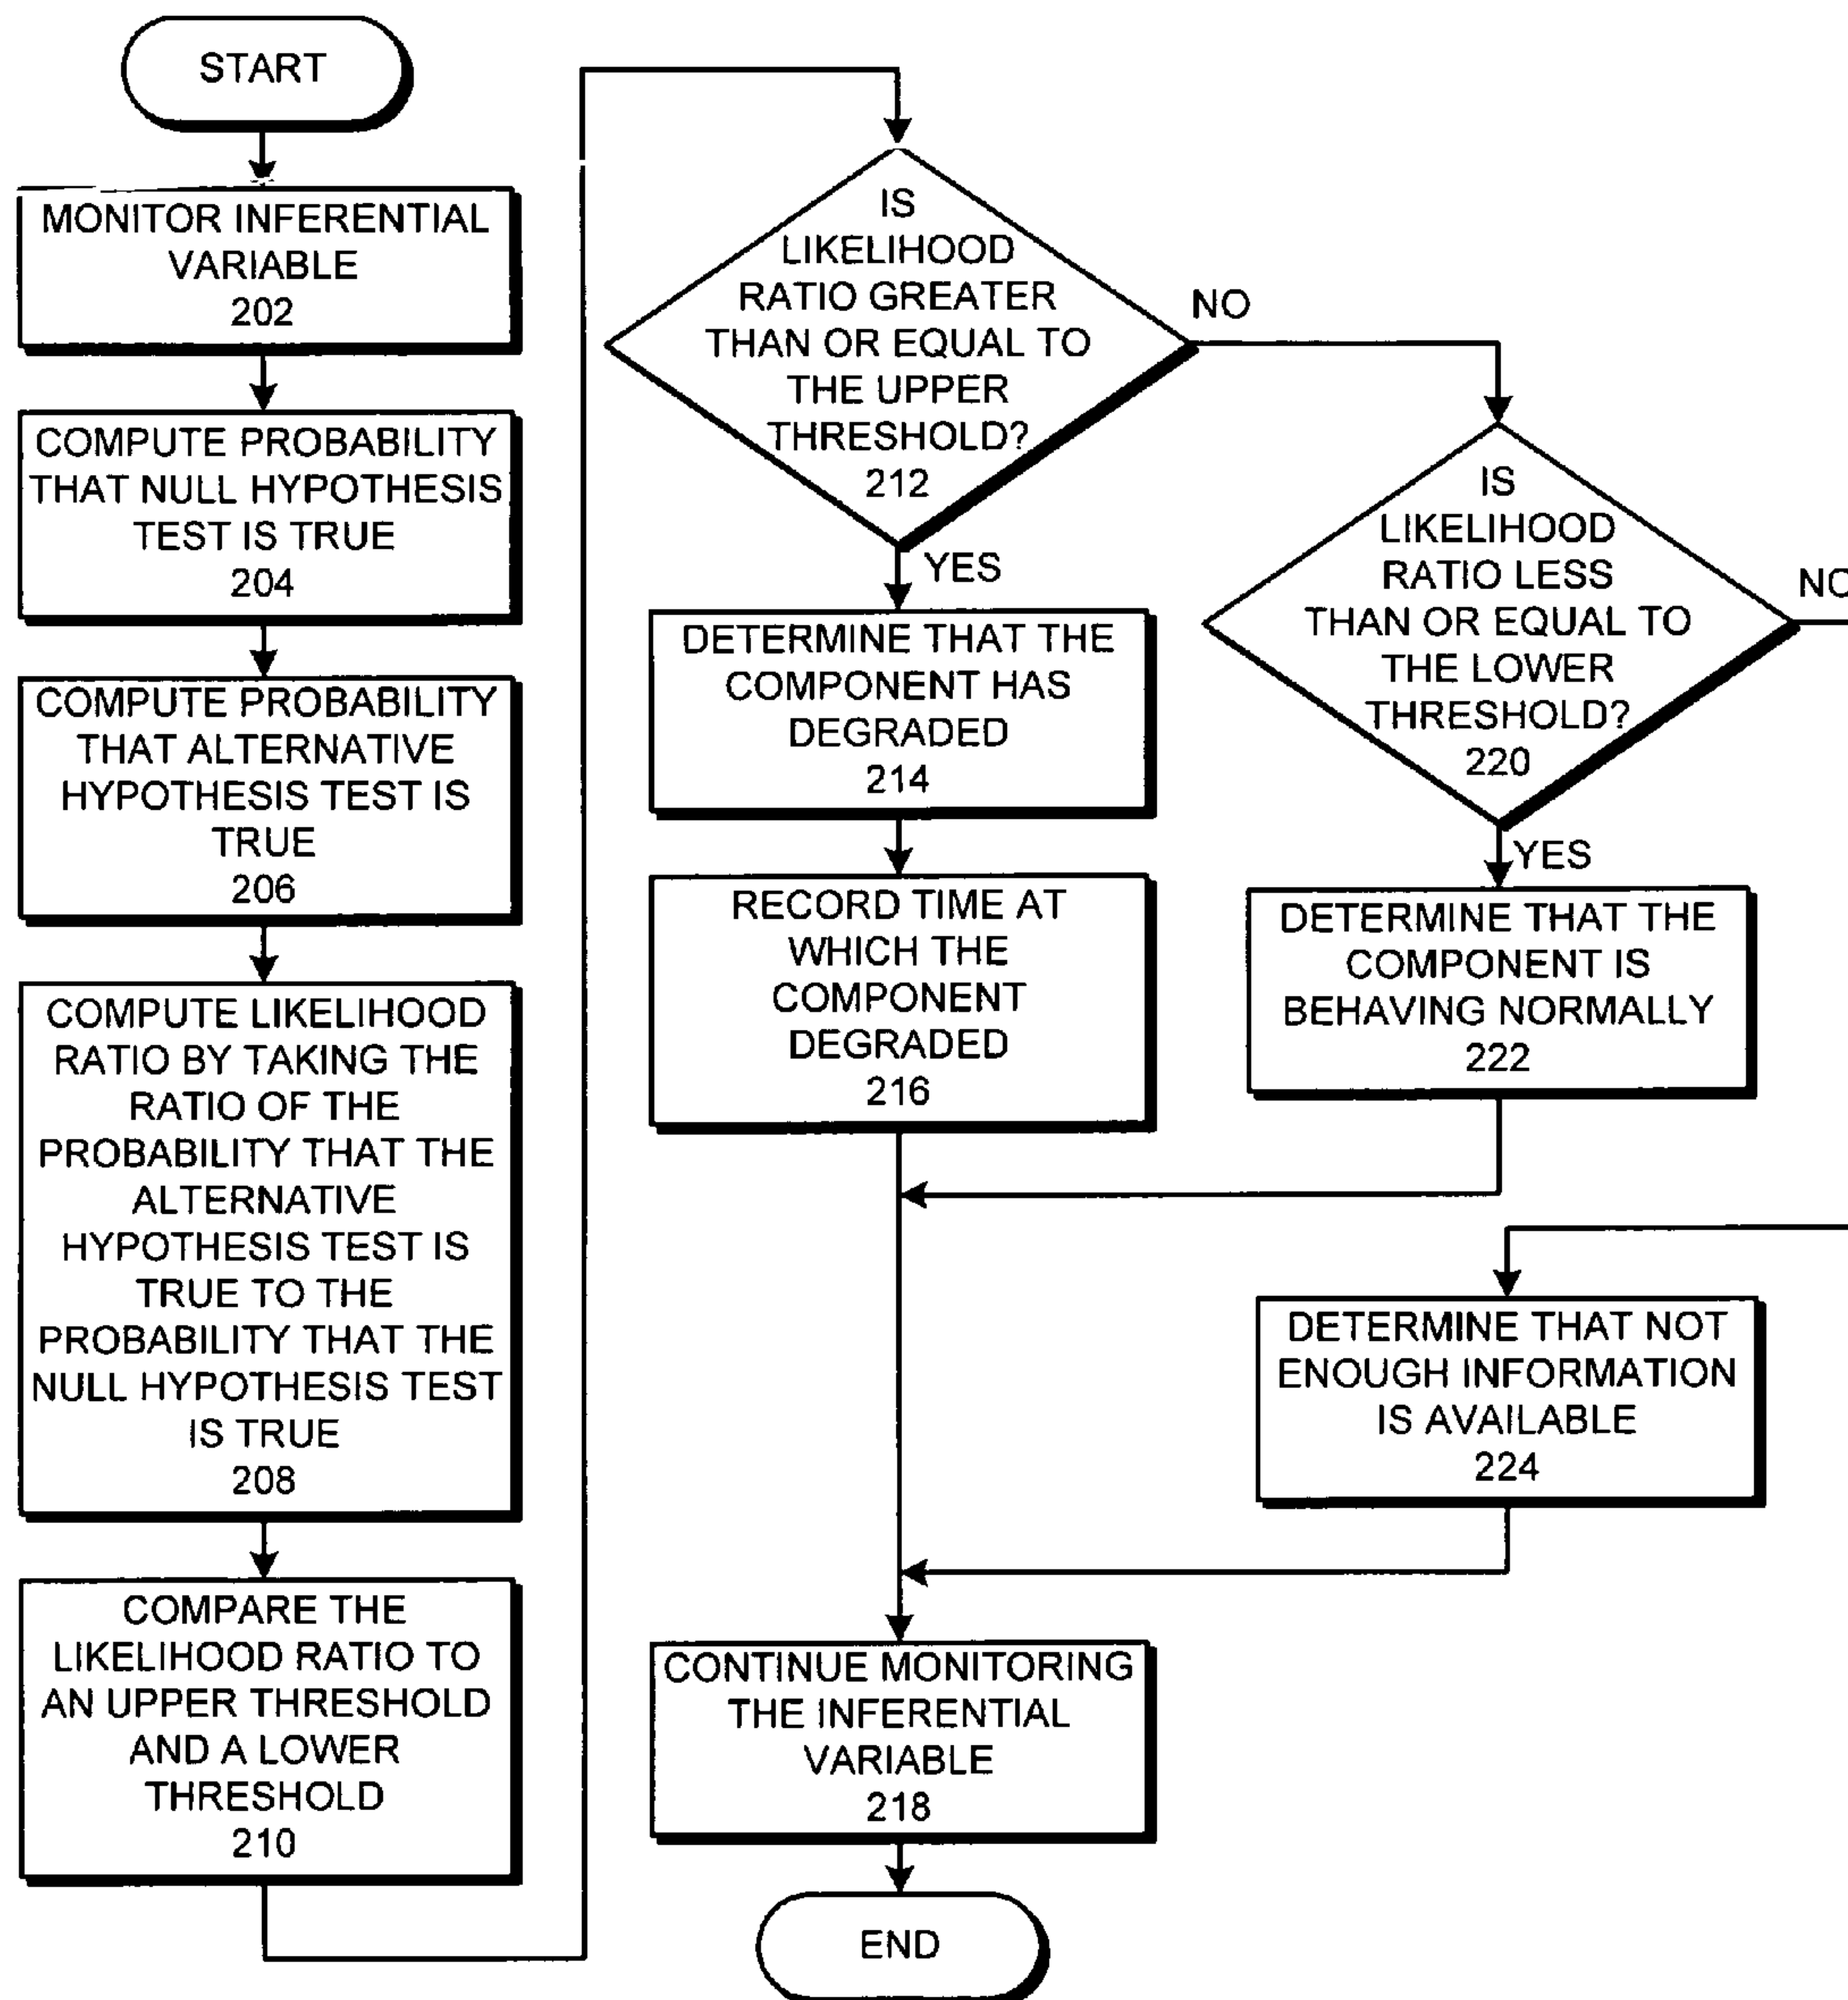 START
MONITOR INFERENTIAL
VARIABLE
202
COMPUTE PROBABILITY
THAT NULL HYPOTHESIS
TEST IS TRUE
204
COMPUTE PROBABILITY
THAT ALTERNATIVE
HYPOTHESIS TEST IS
TRUE
206
COMPUTE LIKELIHOOD
RATIO BY TAKING THE
RATIO OF THE
PROBABILITY THAT THE
ALTERNATIVE
HYPOTHESIS TEST IS
TRUE TO THE
PROBABILITY THAT THE
NULL HYPOTHESIS TEST
IS TRUE
208
COMPARE THE
LIKELIHOOD RATIO TO
AN UPPER THRESHOLD
AND A LOWER
THRESHOLD
210
IS
LIKELIHOOD
RATIO GREATER
THAN OR EQUAL TO
THE UPPER
THRESHOLD?
212
NO
YES
DETERMINE THAT THE
COMPONENT HAS
DEGRADED
214
RECORD TIME AT
WHICH THE
COMPONENT
DEGRADED
216
IS
LIKELIHOOD
RATIO LESS
THAN OR EQUAL TO
THE LOWER
THRESHOLD?
220
NO
YES
DETERMINE THAT THE
COMPONENT IS
BEHAVING NORMALLY
222
DETERMINE THAT NOT
ENOUGH INFORMATION
IS AVAILABLE
224
CONTINUE MONITORING
THE INFERENTIAL
VARIABLE
218
END